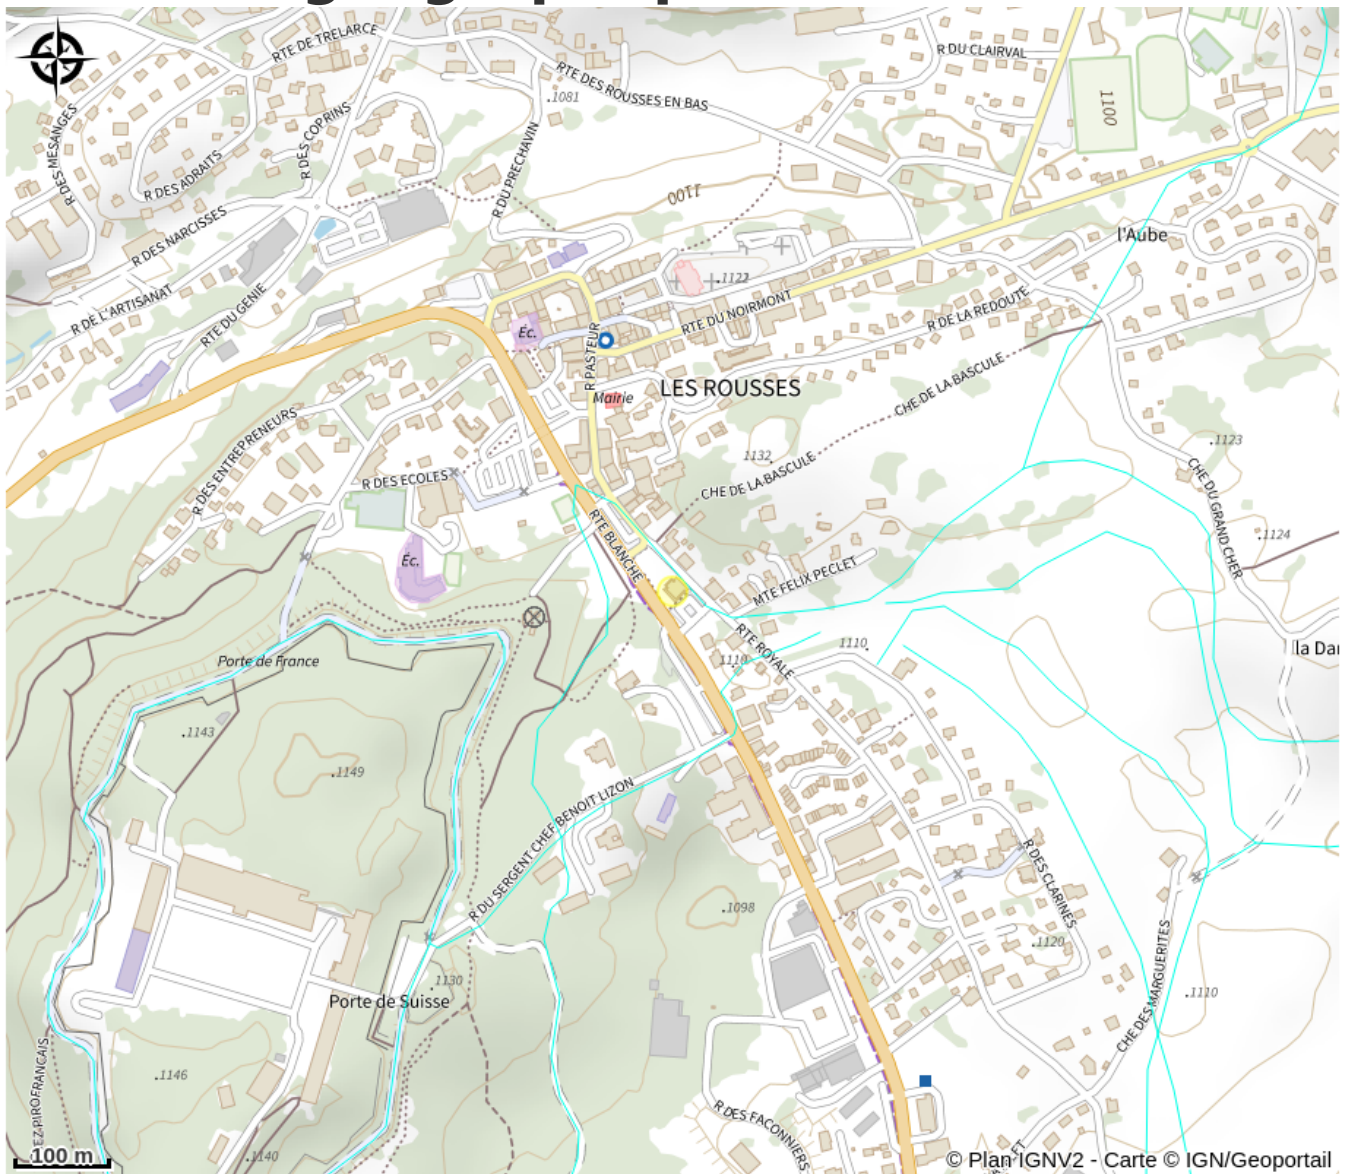 RTE DE TRELARCE
R DU CLAIRVAL
RTE DES ROUSSES EN BAS
.1081
1100
R DES MESANGES
R DES COPRINS
R DU PRECHAVIN
R DES ADRAITS
1100
R DES NARCISSES
l'Aube
.1122
R DE L'ARTISANAT
RTE DU GENIE
Éc.
R PASTEUR
RTE DU NOIRMONT
R DE LA REDOUTE
LES ROUSSES
Mairie
CHE DE LA BASCULE
R DES ENTREPRENEURS
.1123
1132
CHE DE LA BASCULE
R DES ECOLES
CHE DU GRAND CHER
RTE BLANCHE
.1124
Éc.
MTE FELIX PECLET
RTE ROYALE
1110
la Dar
Porte de France
1110
.1143
.1149
R DU SERGENT CHEF BENOIT LIZON
R DES CLARINES
.1098
.1120
CHE DES MARGUERITES
.1130
.1110
Porte de Suisse
.1146
EZ PIROFRANCAIS
R DES FACONNIERS
100 m
.1140
© Plan IGNV2 - Carte © IGN/Geoportail